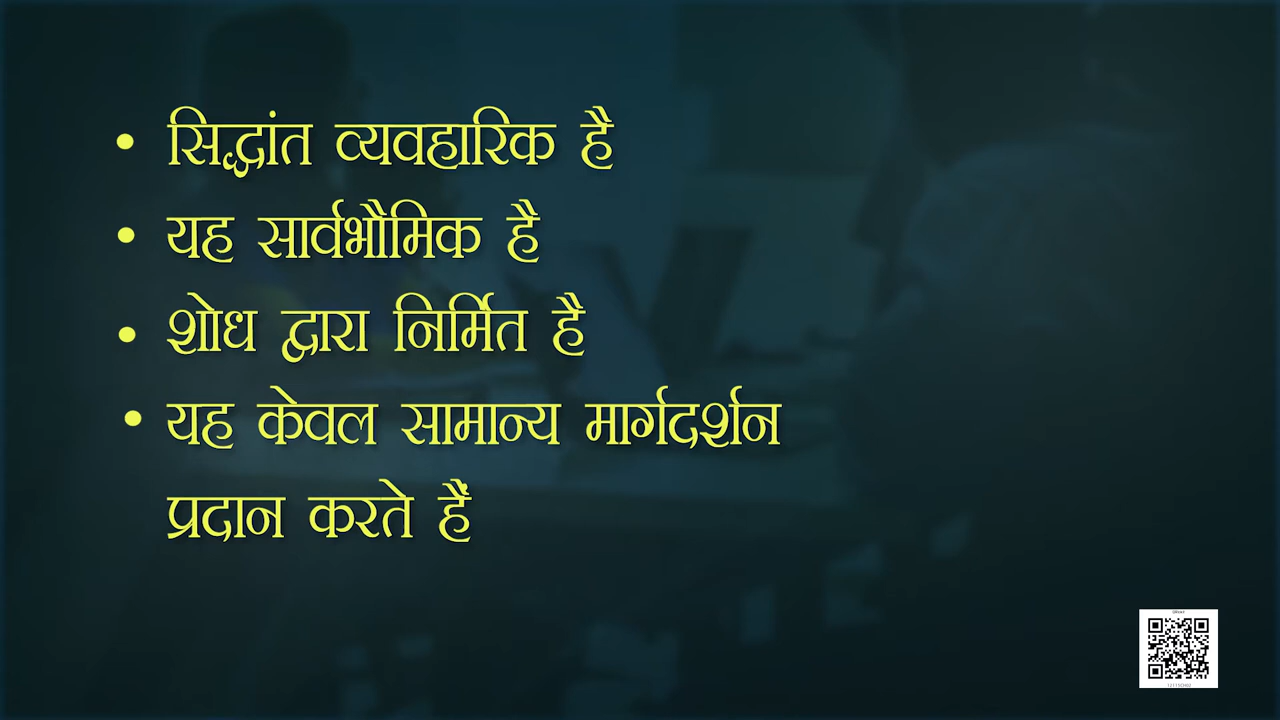 • सिद्धांत व्यवहारिक है
• यह सार्वभौमिक है
• शोध द्वारा निर्मित है
• यह केवल सामान्य मार्गदर्शन
प्रदान करते हैं